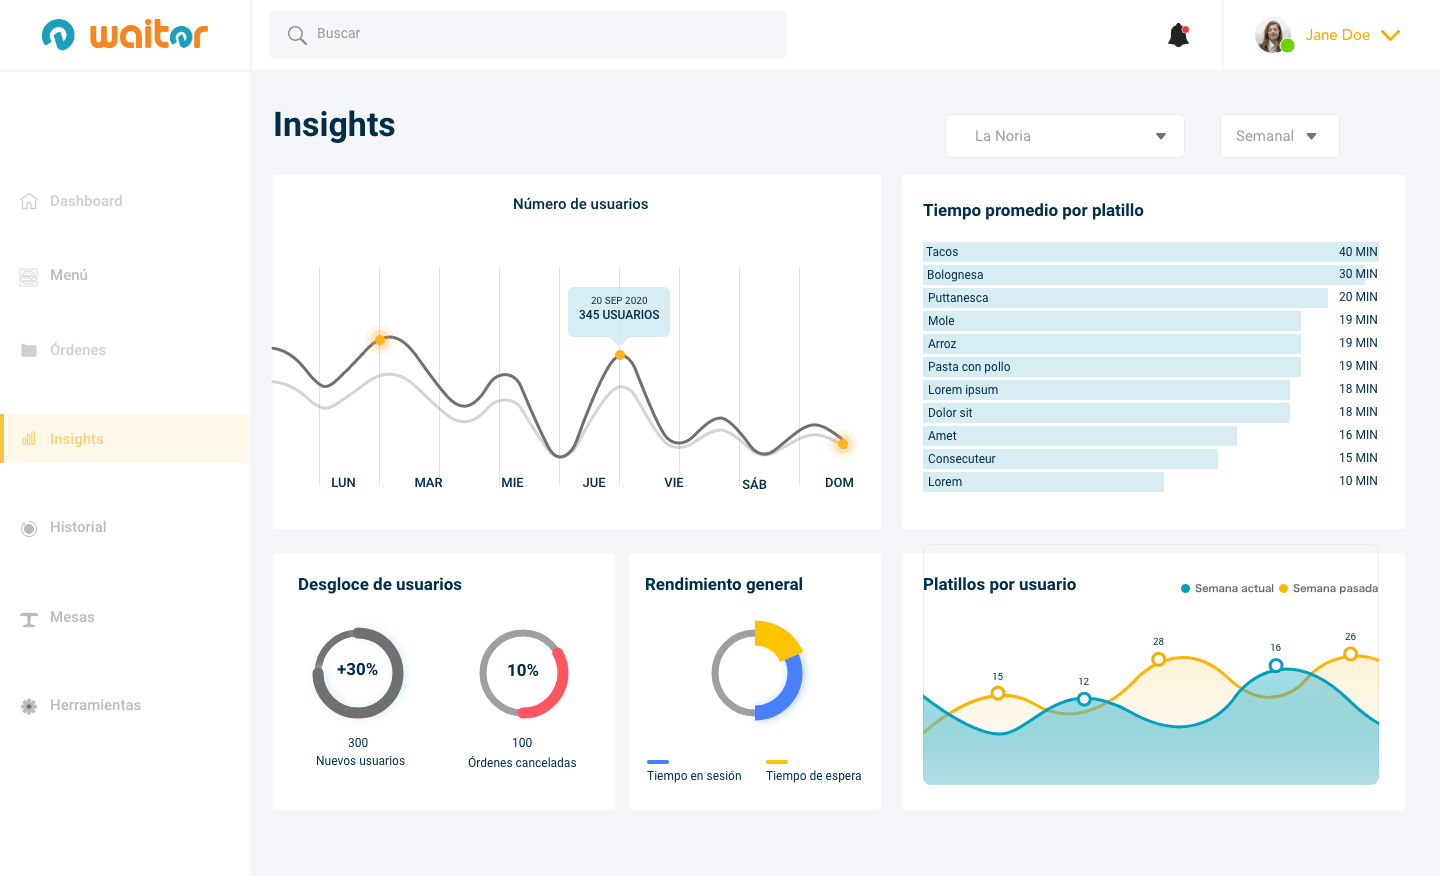 waitor
Buscar
Jane Doe
Dashboard
Menú
Órdenes
Insights
Historial
Mesas
Herramientas
Insights
La Noria
Semanal
Número de usuarios
20 SEP 2020
345 USUARIOS
LUN MAR MIE JUE VIE SÁB DOM
Tiempo promedio por platillo
Tacos 40 MIN
Bolognesa 30 MIN
Puttanesca 20 MIN
Mole 19 MIN
Arroz 19 MIN
Pasta con pollo 19 MIN
Lorem ipsum 18 MIN
Dolor sit 18 MIN
Amet 16 MIN
Consecuteur 15 MIN
Lorem 10 MIN
Desgloce de usuarios
+30%
300
Nuevos usuarios
10%
100
Órdenes canceladas
Rendimiento general
Tiempo en sesión
Tiempo de espera
Platillos por usuario
Semana actual
Semana pasada
15
12
28
16
26